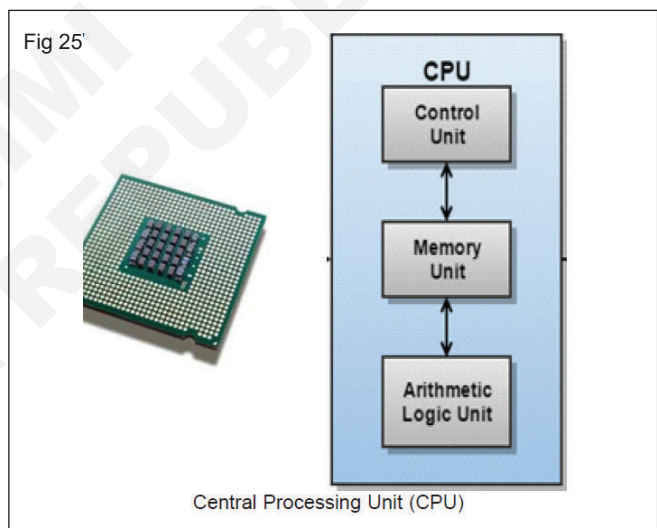 Fig 25'
CPU
Control
Unit
Memory
Unit
Arithmetic
Logic Unit
Central Processing Unit (CPU)